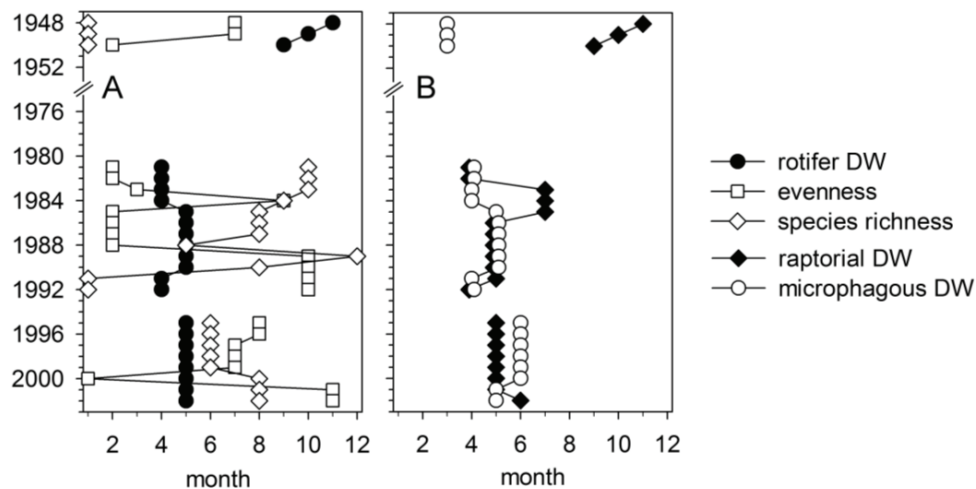 1948
1952
1976
1980
1984
1988
1992
1996
2000
A
B
2 4 6 8 10 12
2 4 6 8 10 12
month
month
rotifer DW
evenness
species richness
raptorial DW
microphagous DW